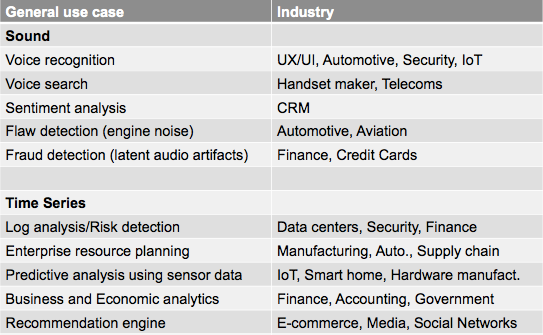 General use case Industry
Sound
Voice recognition UX/UI, Automotive, Security, IoT
Voice search Handset maker, Telecoms
Sentiment analysis CRM
Flaw detection (engine noise) Automotive, Aviation
Fraud detection (latent audio artifacts) Finance, Credit Cards
Time Series
Log analysis/Risk detection Data centers, Security, Finance
Enterprise resource planning Manufacturing, Auto., Supply chain
Predictive analysis using sensor data IoT, Smart home, Hardware manufact.
Business and Economic analytics Finance, Accounting, Government
Recommendation engine E-commerce, Media, Social Networks